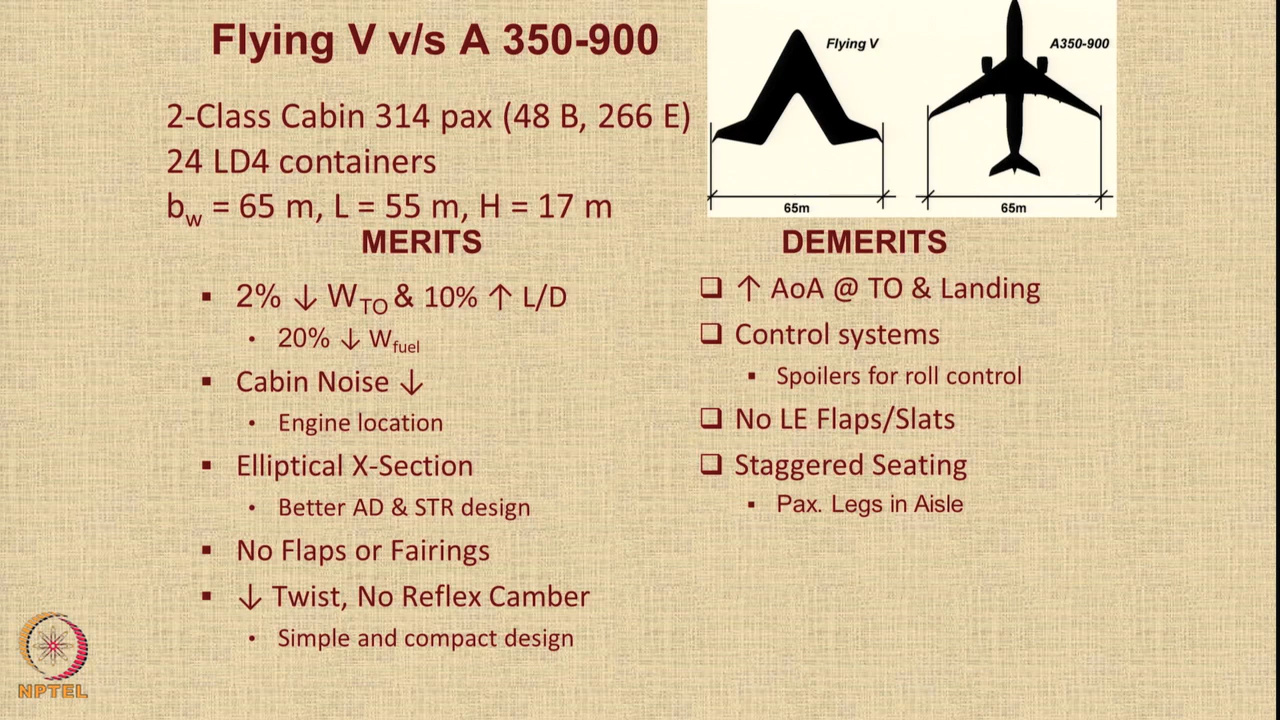 Flying V v/s A 350-900
2-Class Cabin 314 pax (48 B, 266 E)
24 LD4 containers
bw = 65 m, L = 55 m, H = 17 m
Flying V
A350-900
65m
65m
MERITS
▪ 2% ↓ WTO & 10% ↑ L/D
• 20% ↓ Wfuel
▪ Cabin Noise ↓
• Engine location
▪ Elliptical X-Section
• Better AD & STR design
▪ No Flaps or Fairings
▪ ↓ Twist, No Reflex Camber
• Simple and compact design
DEMERITS
❑ ↑ AoA @ TO & Landing
❑ Control systems
▪ Spoilers for roll control
❑ No LE Flaps/Slats
❑ Staggered Seating
▪ Pax. Legs in Aisle
NPTEL